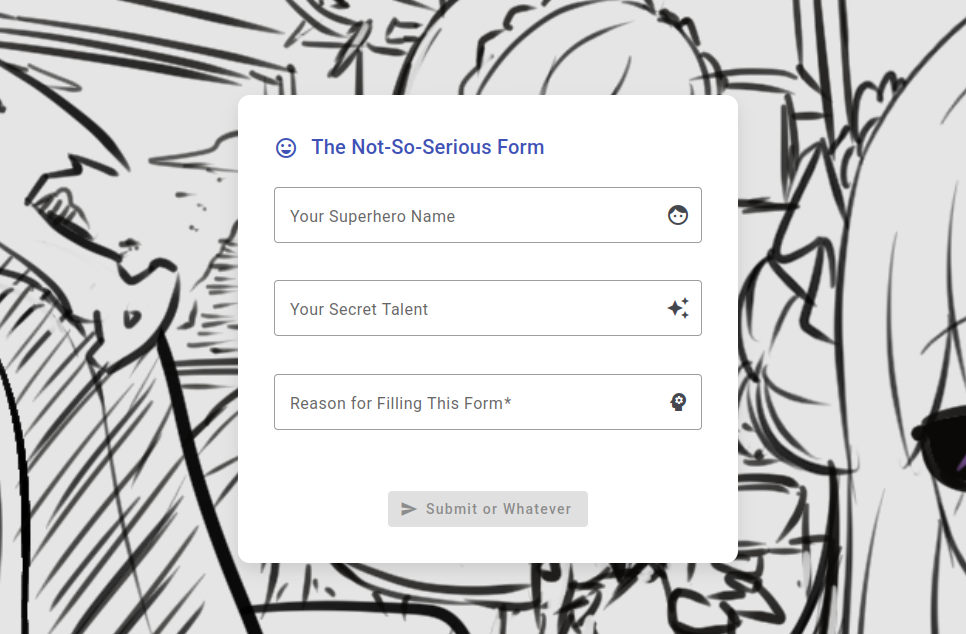 The Not-So-Serious Form
Your Superhero Name
Your Secret Talent
Reason for Filling This Form*
Submit or Whatever